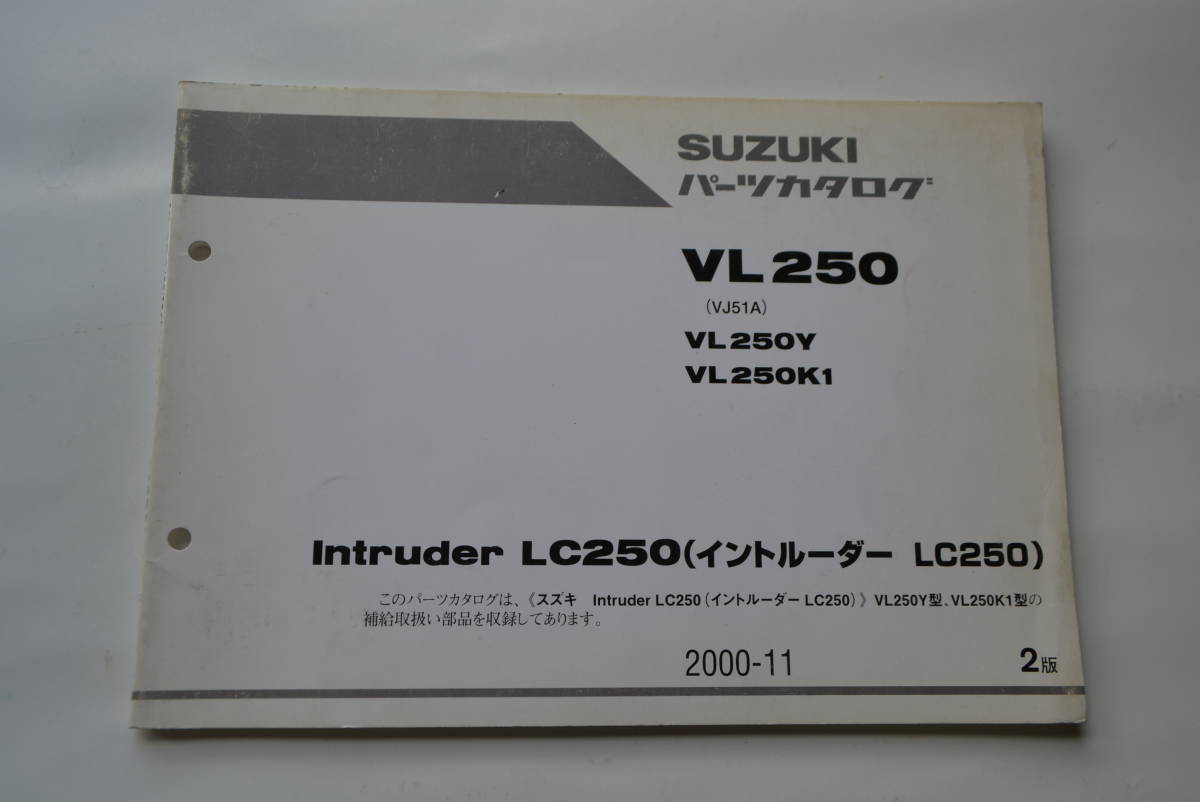 SUZUKI
パーツカタログ
VL250
(VJ51A)
VL250Y
VL250K1
Intruder LC250(イントルーダー LC250)
このパーツカタログは、《スズキ Intruder LC250(イントルーダー LC250)》VL250Y型、VL250K1型の
補給取扱い部品を収録してあります。
2000-11 2版